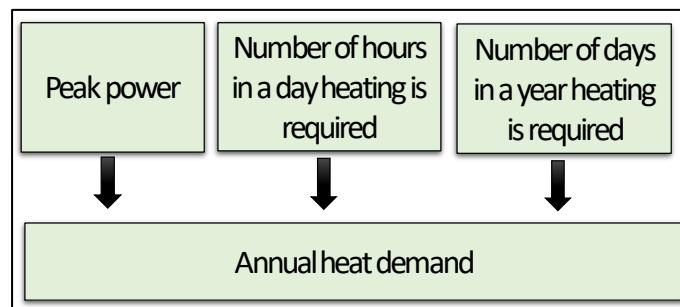 Peak power
Number of hours
in a day heating is
required
Number of days
in a year heating
is required
Annual heat demand